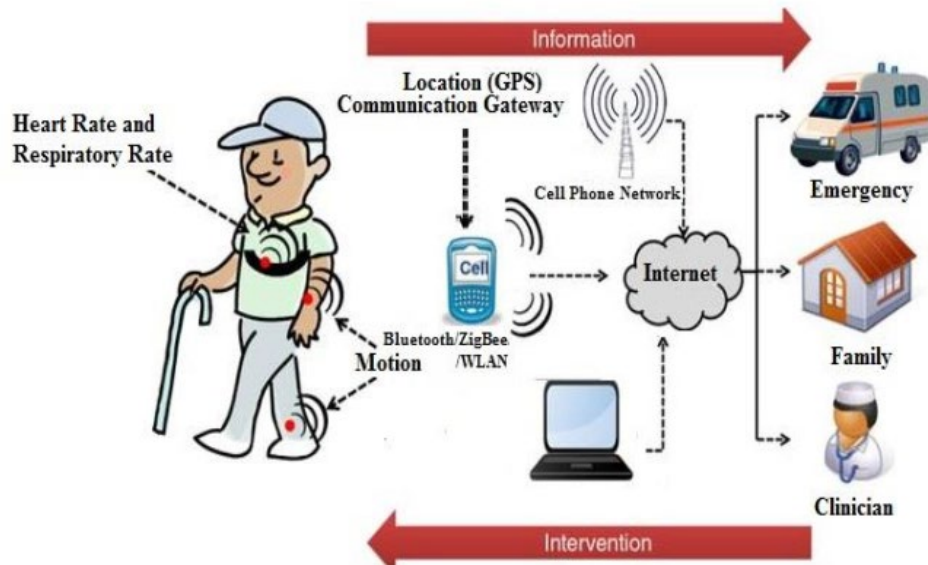 Information
Location (GPS)
Communication Gateway
Heart Rate and
Respiratory Rate
Cell Phone Network
Emergency
Cell
Internet
Bluetooth/ZigBee
/WLAN
Motion
Family
Clinician
Intervention